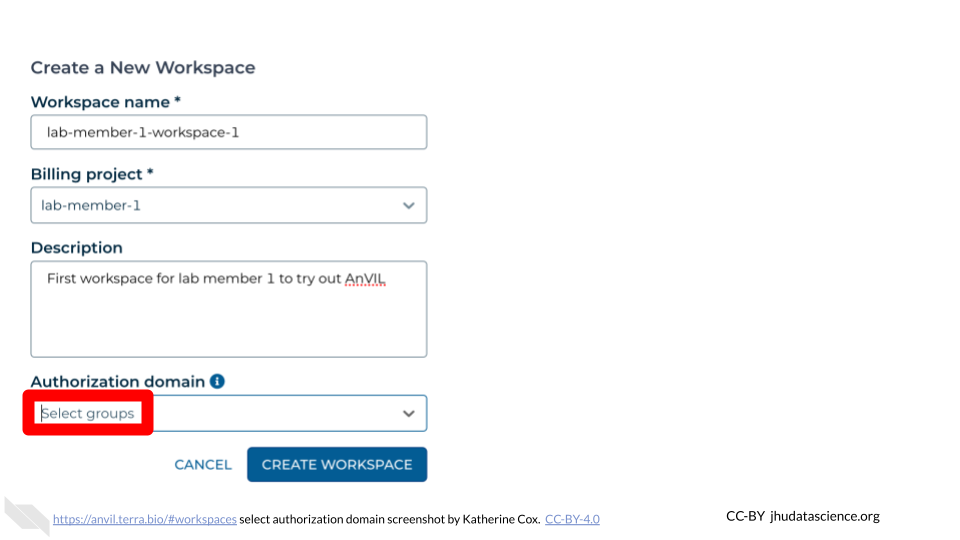 Create a New Workspace
Workspace name *
lab-member-1-workspace-1
Billing project *
lab-member-1
Description
First workspace for lab member 1 to try out AnVIL
Authorization domain
Select groups
CANCEL CREATE WORKSPACE
https://anvil.terra.bio/#workspaces select authorization domain screenshot by Katherine Cox. CC-BY-4.0
CC-BY jhudatascience.org